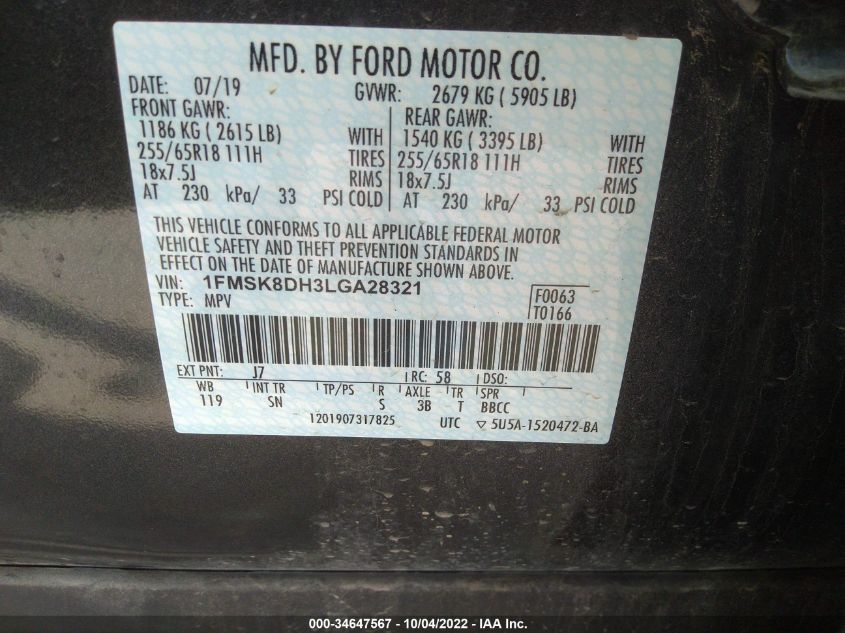 MFD. BY FORD MOTOR CO.
DATE: 07/19 GVWR: 2679 KG ( 5905 LB)
FRONT GAWR: REAR GAWR:
1186 KG ( 2615 LB) WITH 1540 KG ( 3395 LB) WITH
255/65R18 111H TIRES 255/65R18 111H TIRES
18x7.5J RIMS 18x7.5J RIMS
AT 230 kPa/ 33 PSI COLD AT 230 kPa/ 33 PSI COLD
THIS VEHICLE CONFORMS TO ALL APPLICABLE FEDERAL MOTOR
VEHICLE SAFETY AND THEFT PREVENTION STANDARDS IN
EFFECT ON THE DATE OF MANUFACTURE SHOWN ABOVE.
VIN: 1FMSK8DH3LGA28321 F0063
TYPE: MPV T0166
EXT PNT: J7 RC: 58 DSO:
WB INT TR TP/PS R AXLE TR SPR
119 SN S 3B T BBCC
1201907317825 UTC ▽ 5U5A-1520472-BA
000-34647567 - 10/04/2022 - IAA Inc.